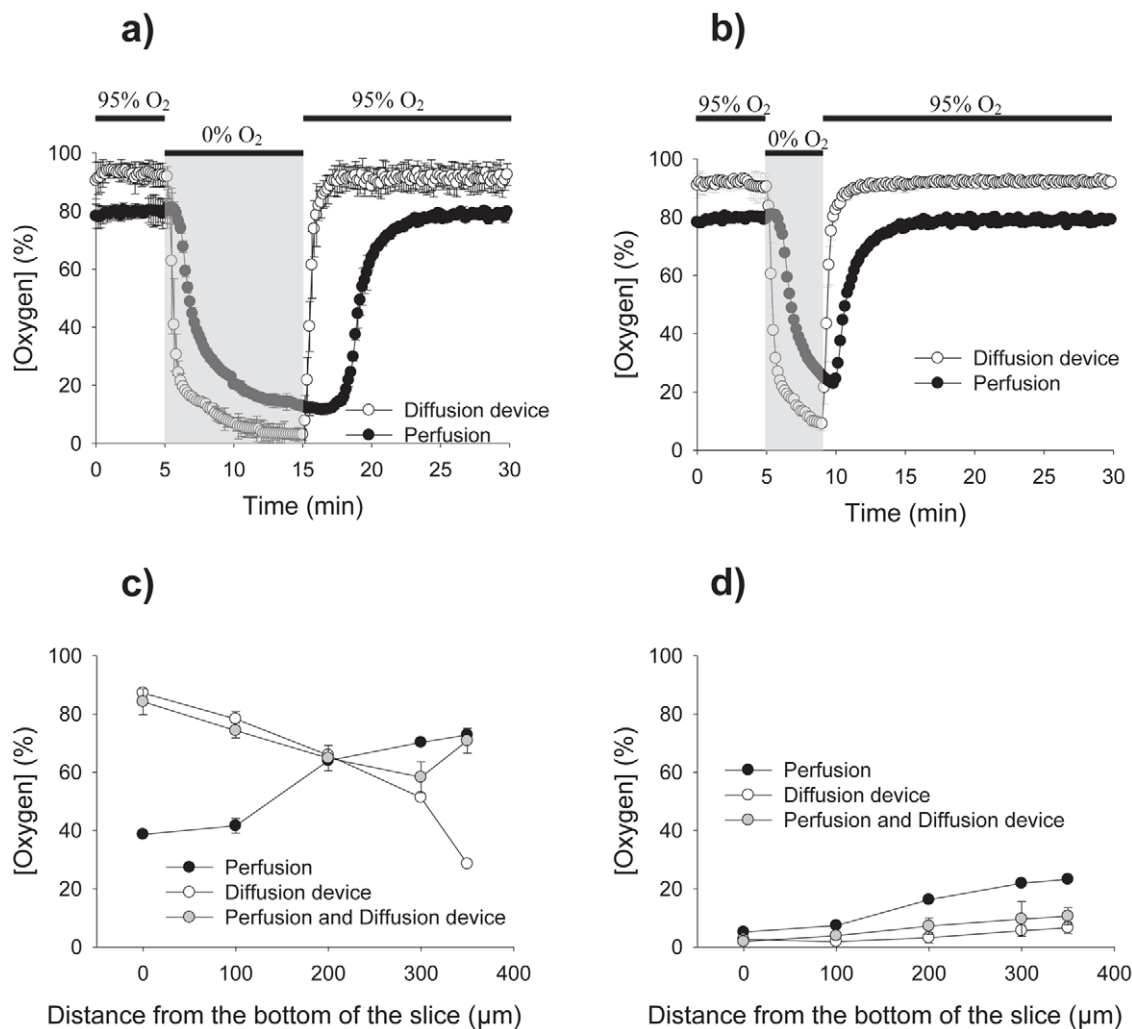 a)
95% O2
95% O2
0% O2
100
80
60
40
20
0
[Oxygen] (%)
Diffusion device
Perfusion
0
5
10
15
20
25
30
Time (min)
b)
95% O2
95% O2
0% O2
100
80
60
40
20
0
[Oxygen] (%)
Diffusion device
Perfusion
0
5
10
15
20
25
30
Time (min)
c)
100
80
60
40
20
0
[Oxygen] (%)
Perfusion
Diffusion device
Perfusion and Diffusion device
0
100
200
300
400
Distance from the bottom of the slice (µm)
d)
100
80
60
40
20
0
[Oxygen] (%)
Perfusion
Diffusion device
Perfusion and Diffusion device
0
100
200
300
400
Distance from the bottom of the slice (µm)